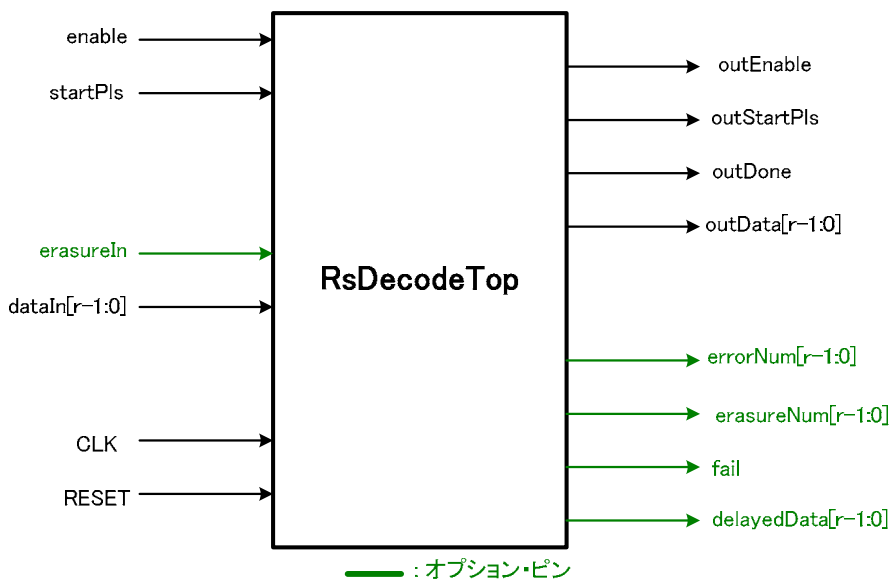 enable
startPls
erasureIn
dataIn[r-1:0]
CLK
RESET
RsDecodeTop
outEnable
outStartPls
outDone
outData[r-1:0]
errorNum[r-1:0]
erasureNum[r-1:0]
fail
delayedData[r-1:0]
: オプション・ピン